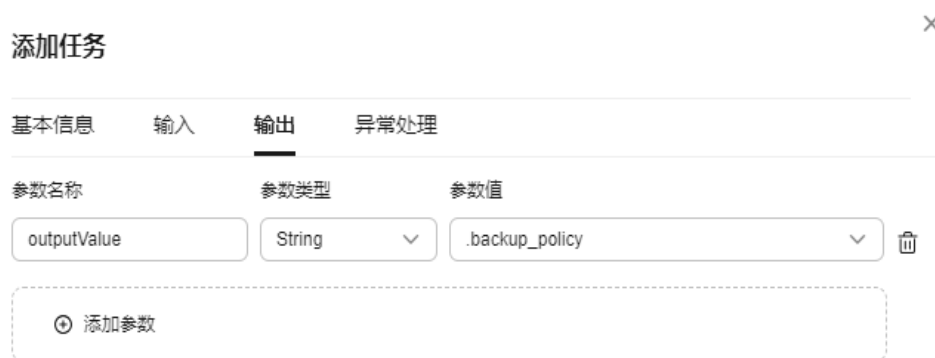 添加任务
基本信息 输入 输出 异常处理
参数名称 参数类型 参数值
outputValue String .backup_policy
添加参数